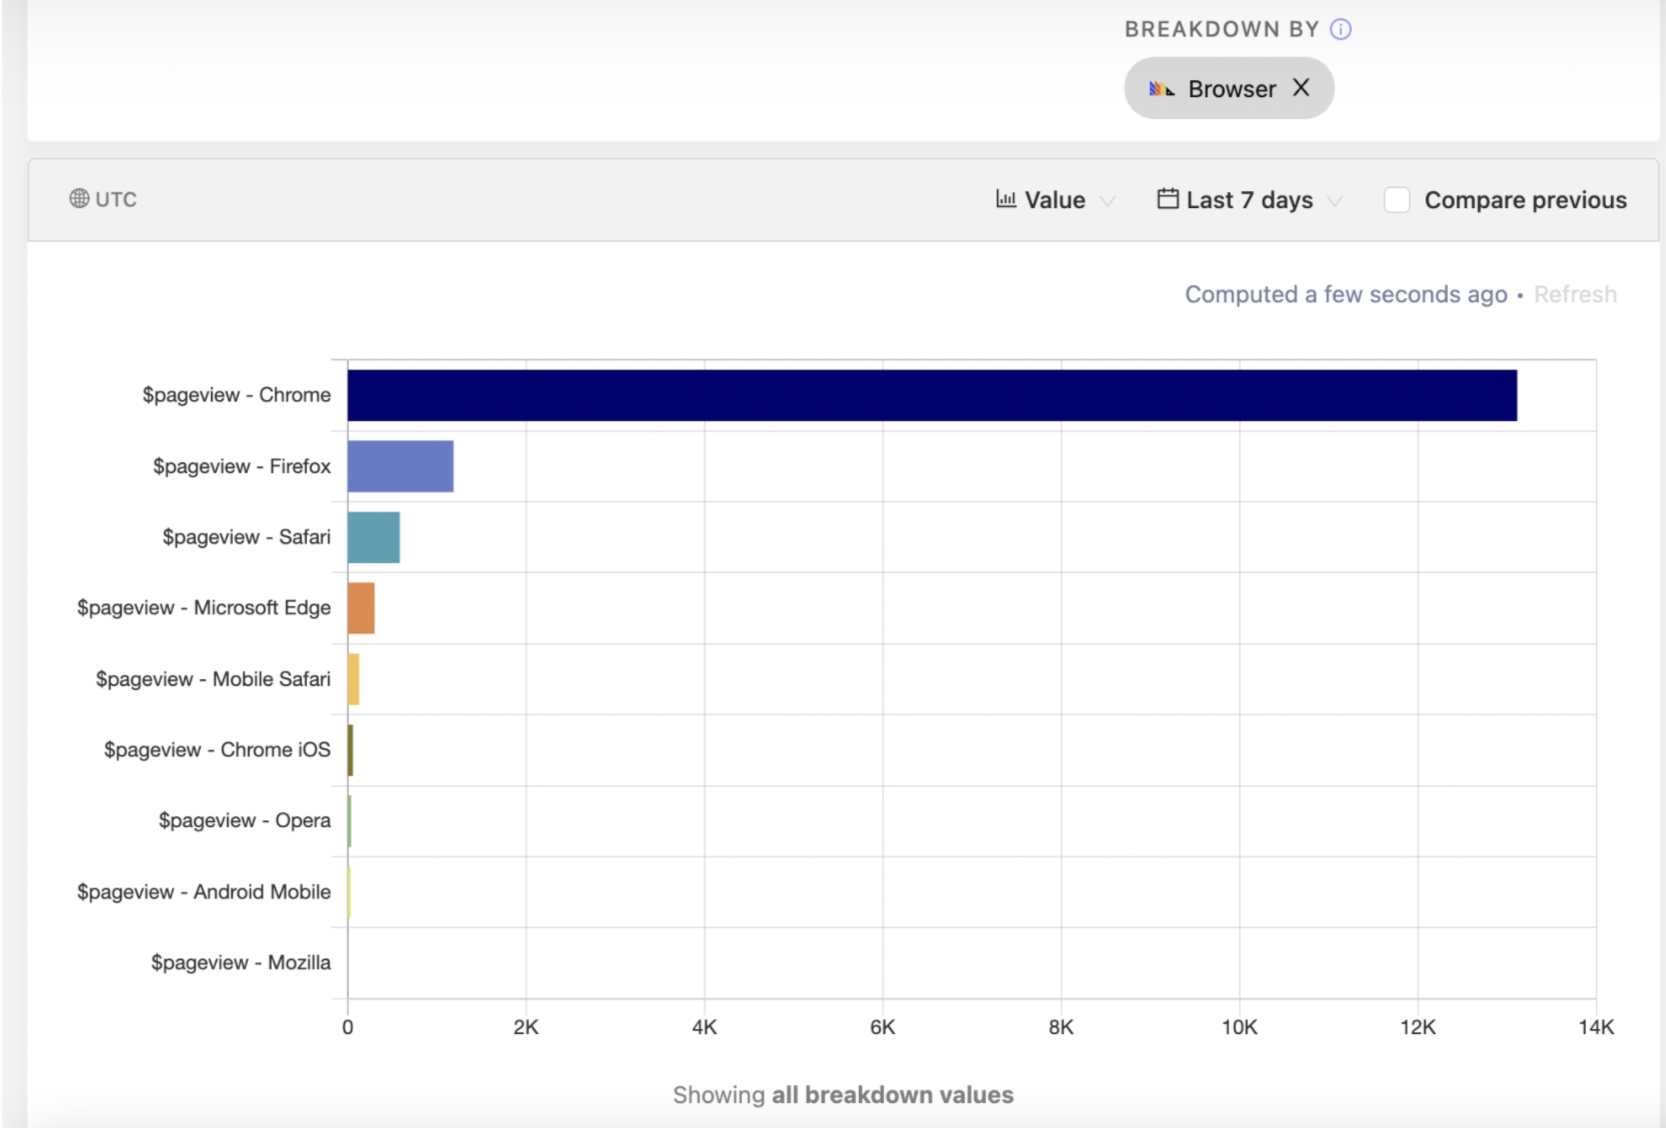 BREAKDOWN BY
Browser X
UTC
Value
Last 7 days
Compare previous
Computed a few seconds ago • Refresh
$pageview - Chrome
$pageview - Firefox
$pageview - Safari
$pageview - Microsoft Edge
$pageview - Mobile Safari
$pageview - Chrome iOS
$pageview - Opera
$pageview - Android Mobile
$pageview - Mozilla
0 2K 4K 6K 8K 10K 12K 14K
Showing all breakdown values